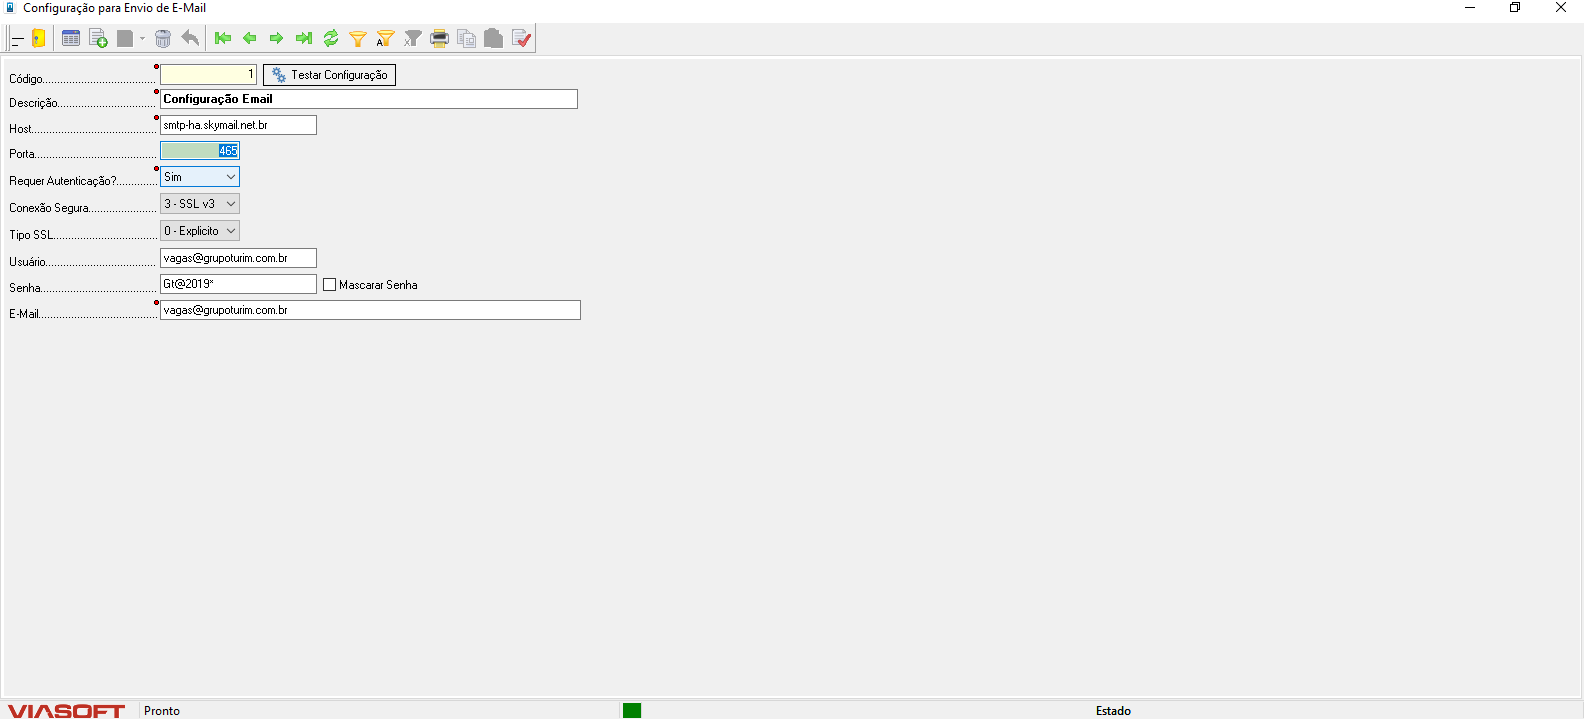 Configuração para Envio de E-Mail
Código 1 Testar Configuração
Descrição Configuração Email
Host smtp-ha.skymail.net.br
Porta 465
Requer Autenticação? Sim
Conexão Segura 3 - SSL v3
Tipo SSL 0 - Explicito
Usuário vagas@grupoturim.com.br
Senha Gt@2019* Mascarar Senha
E-Mail vagas@grupoturim.com.br
VIASOFT Pronto Estado